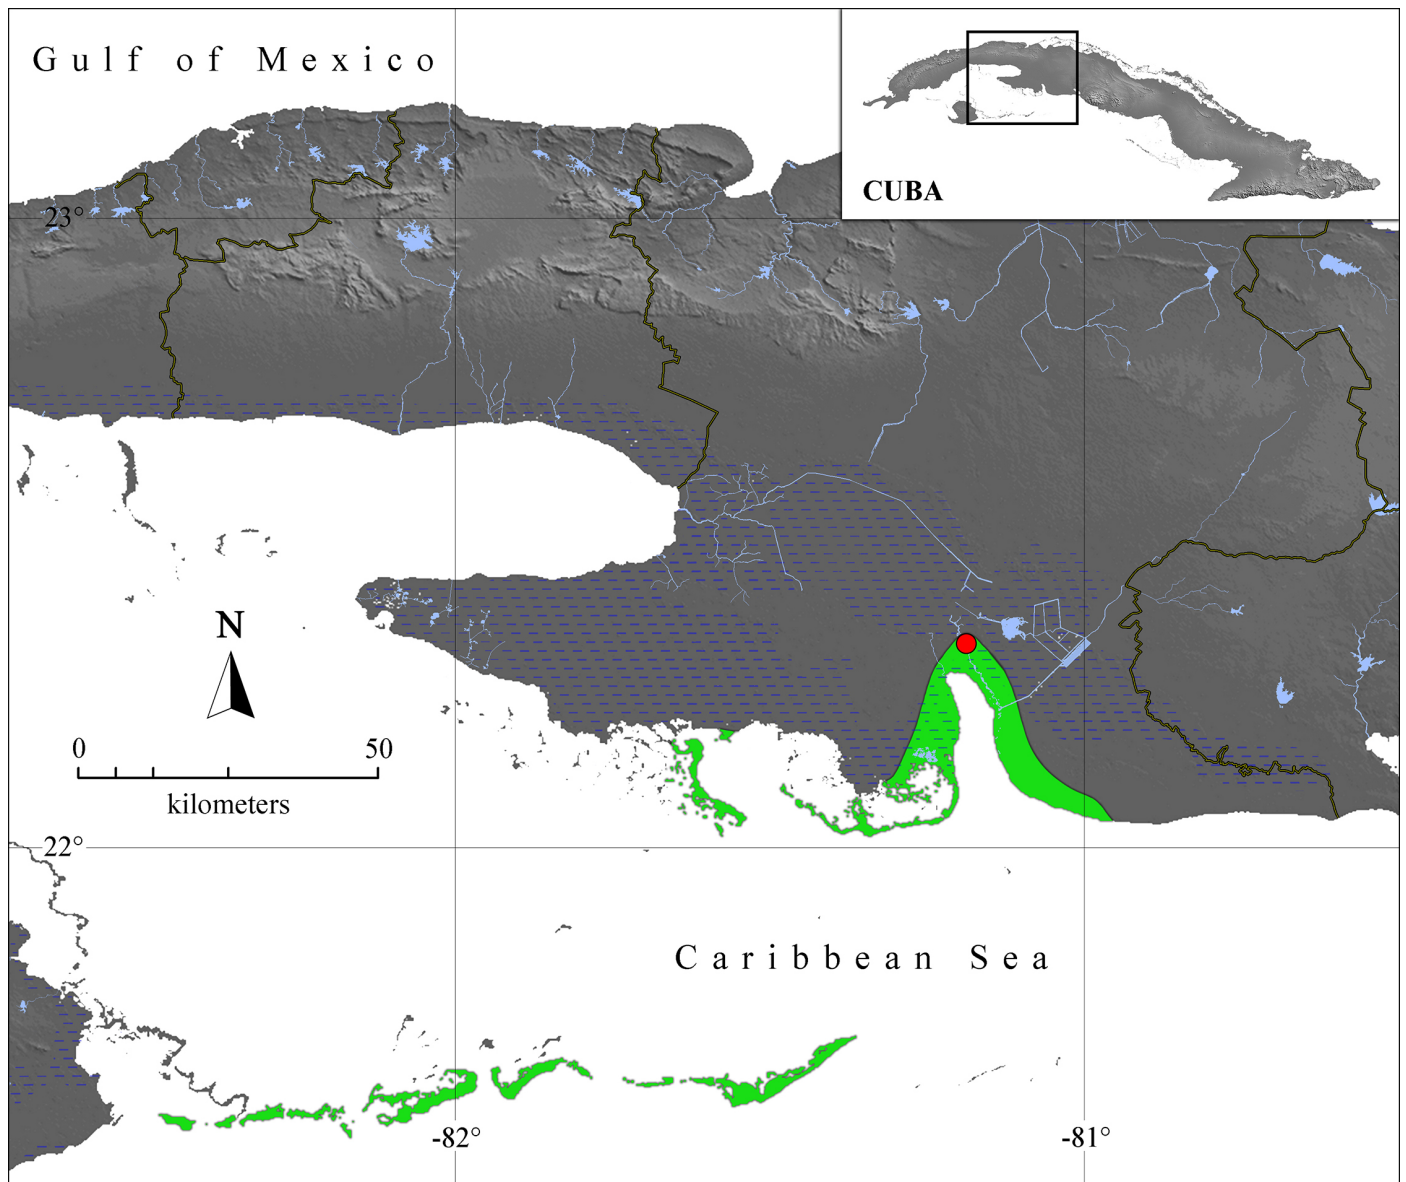 Gulf of Mexico
CUBA
23°
N
0 50
kilometers
22°
Caribbean Sea
-82° -81°